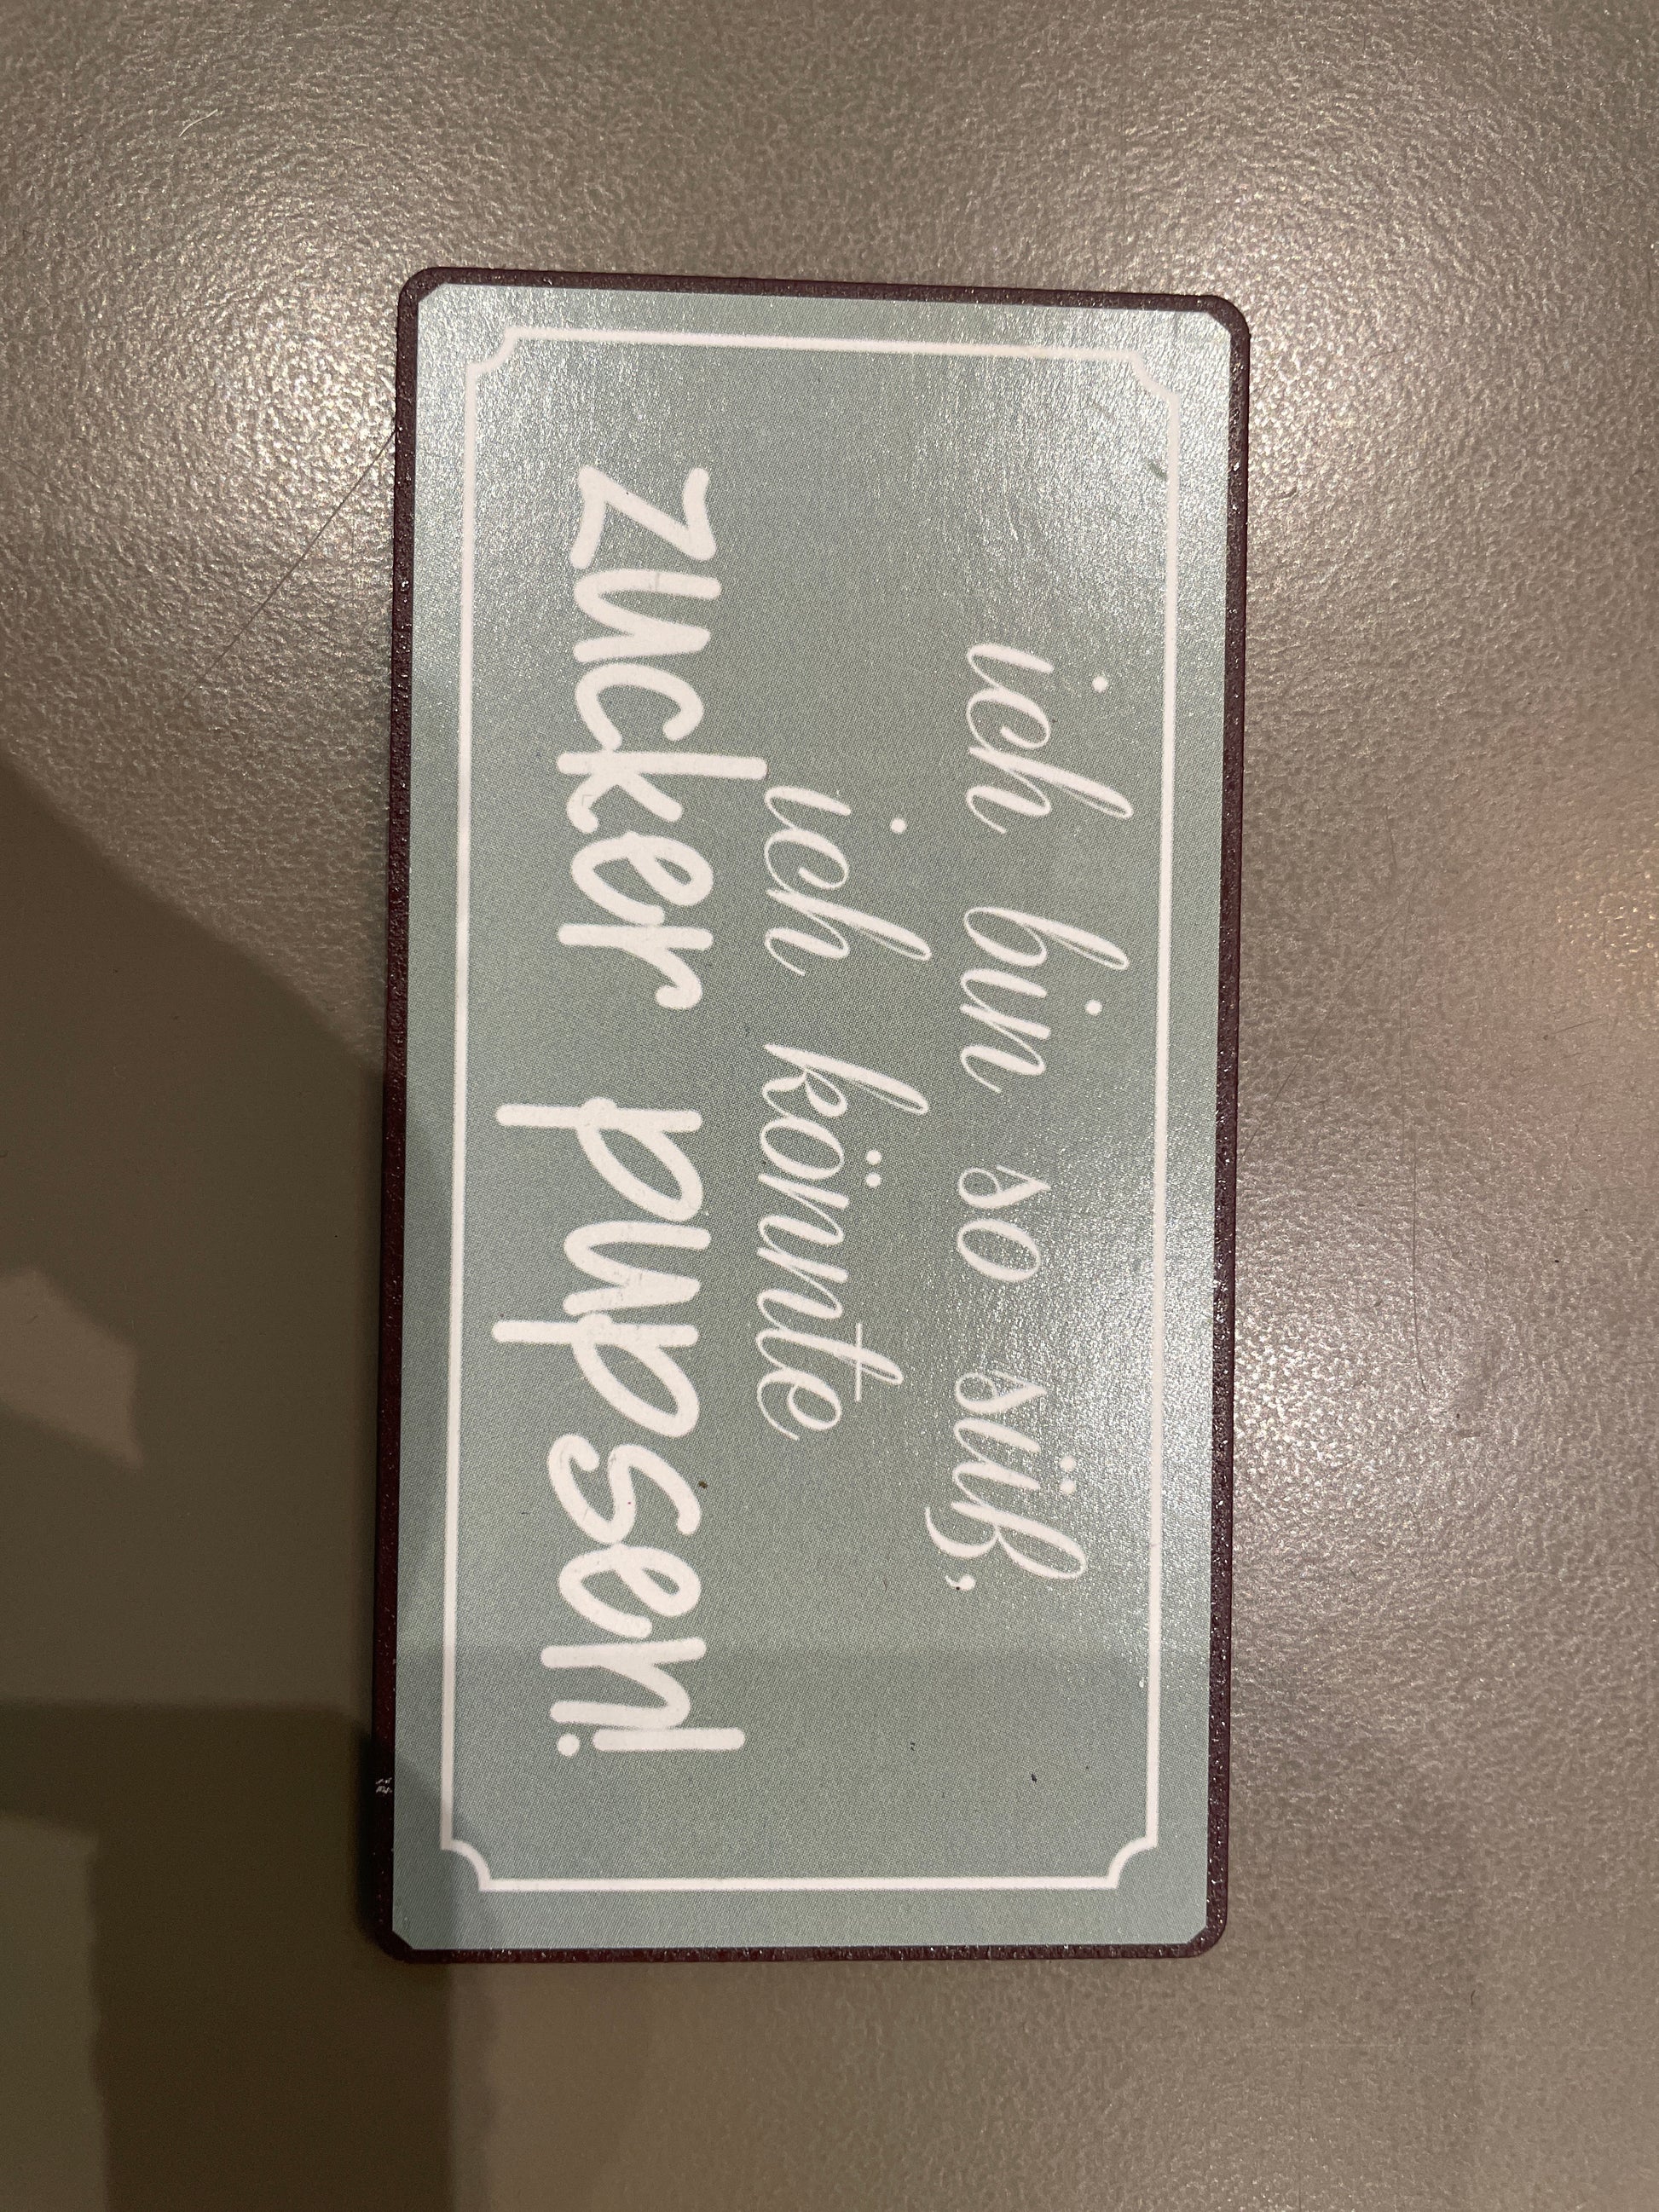 ich bin so süß,
ich könnte
zucker pupsen!